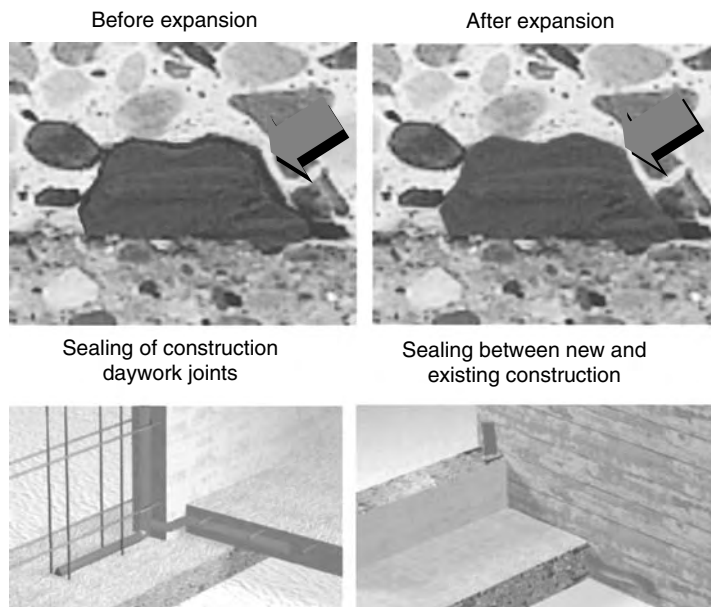 Before expansion
After expansion
Sealing of construction
daywork joints
Sealing between new and
existing construction